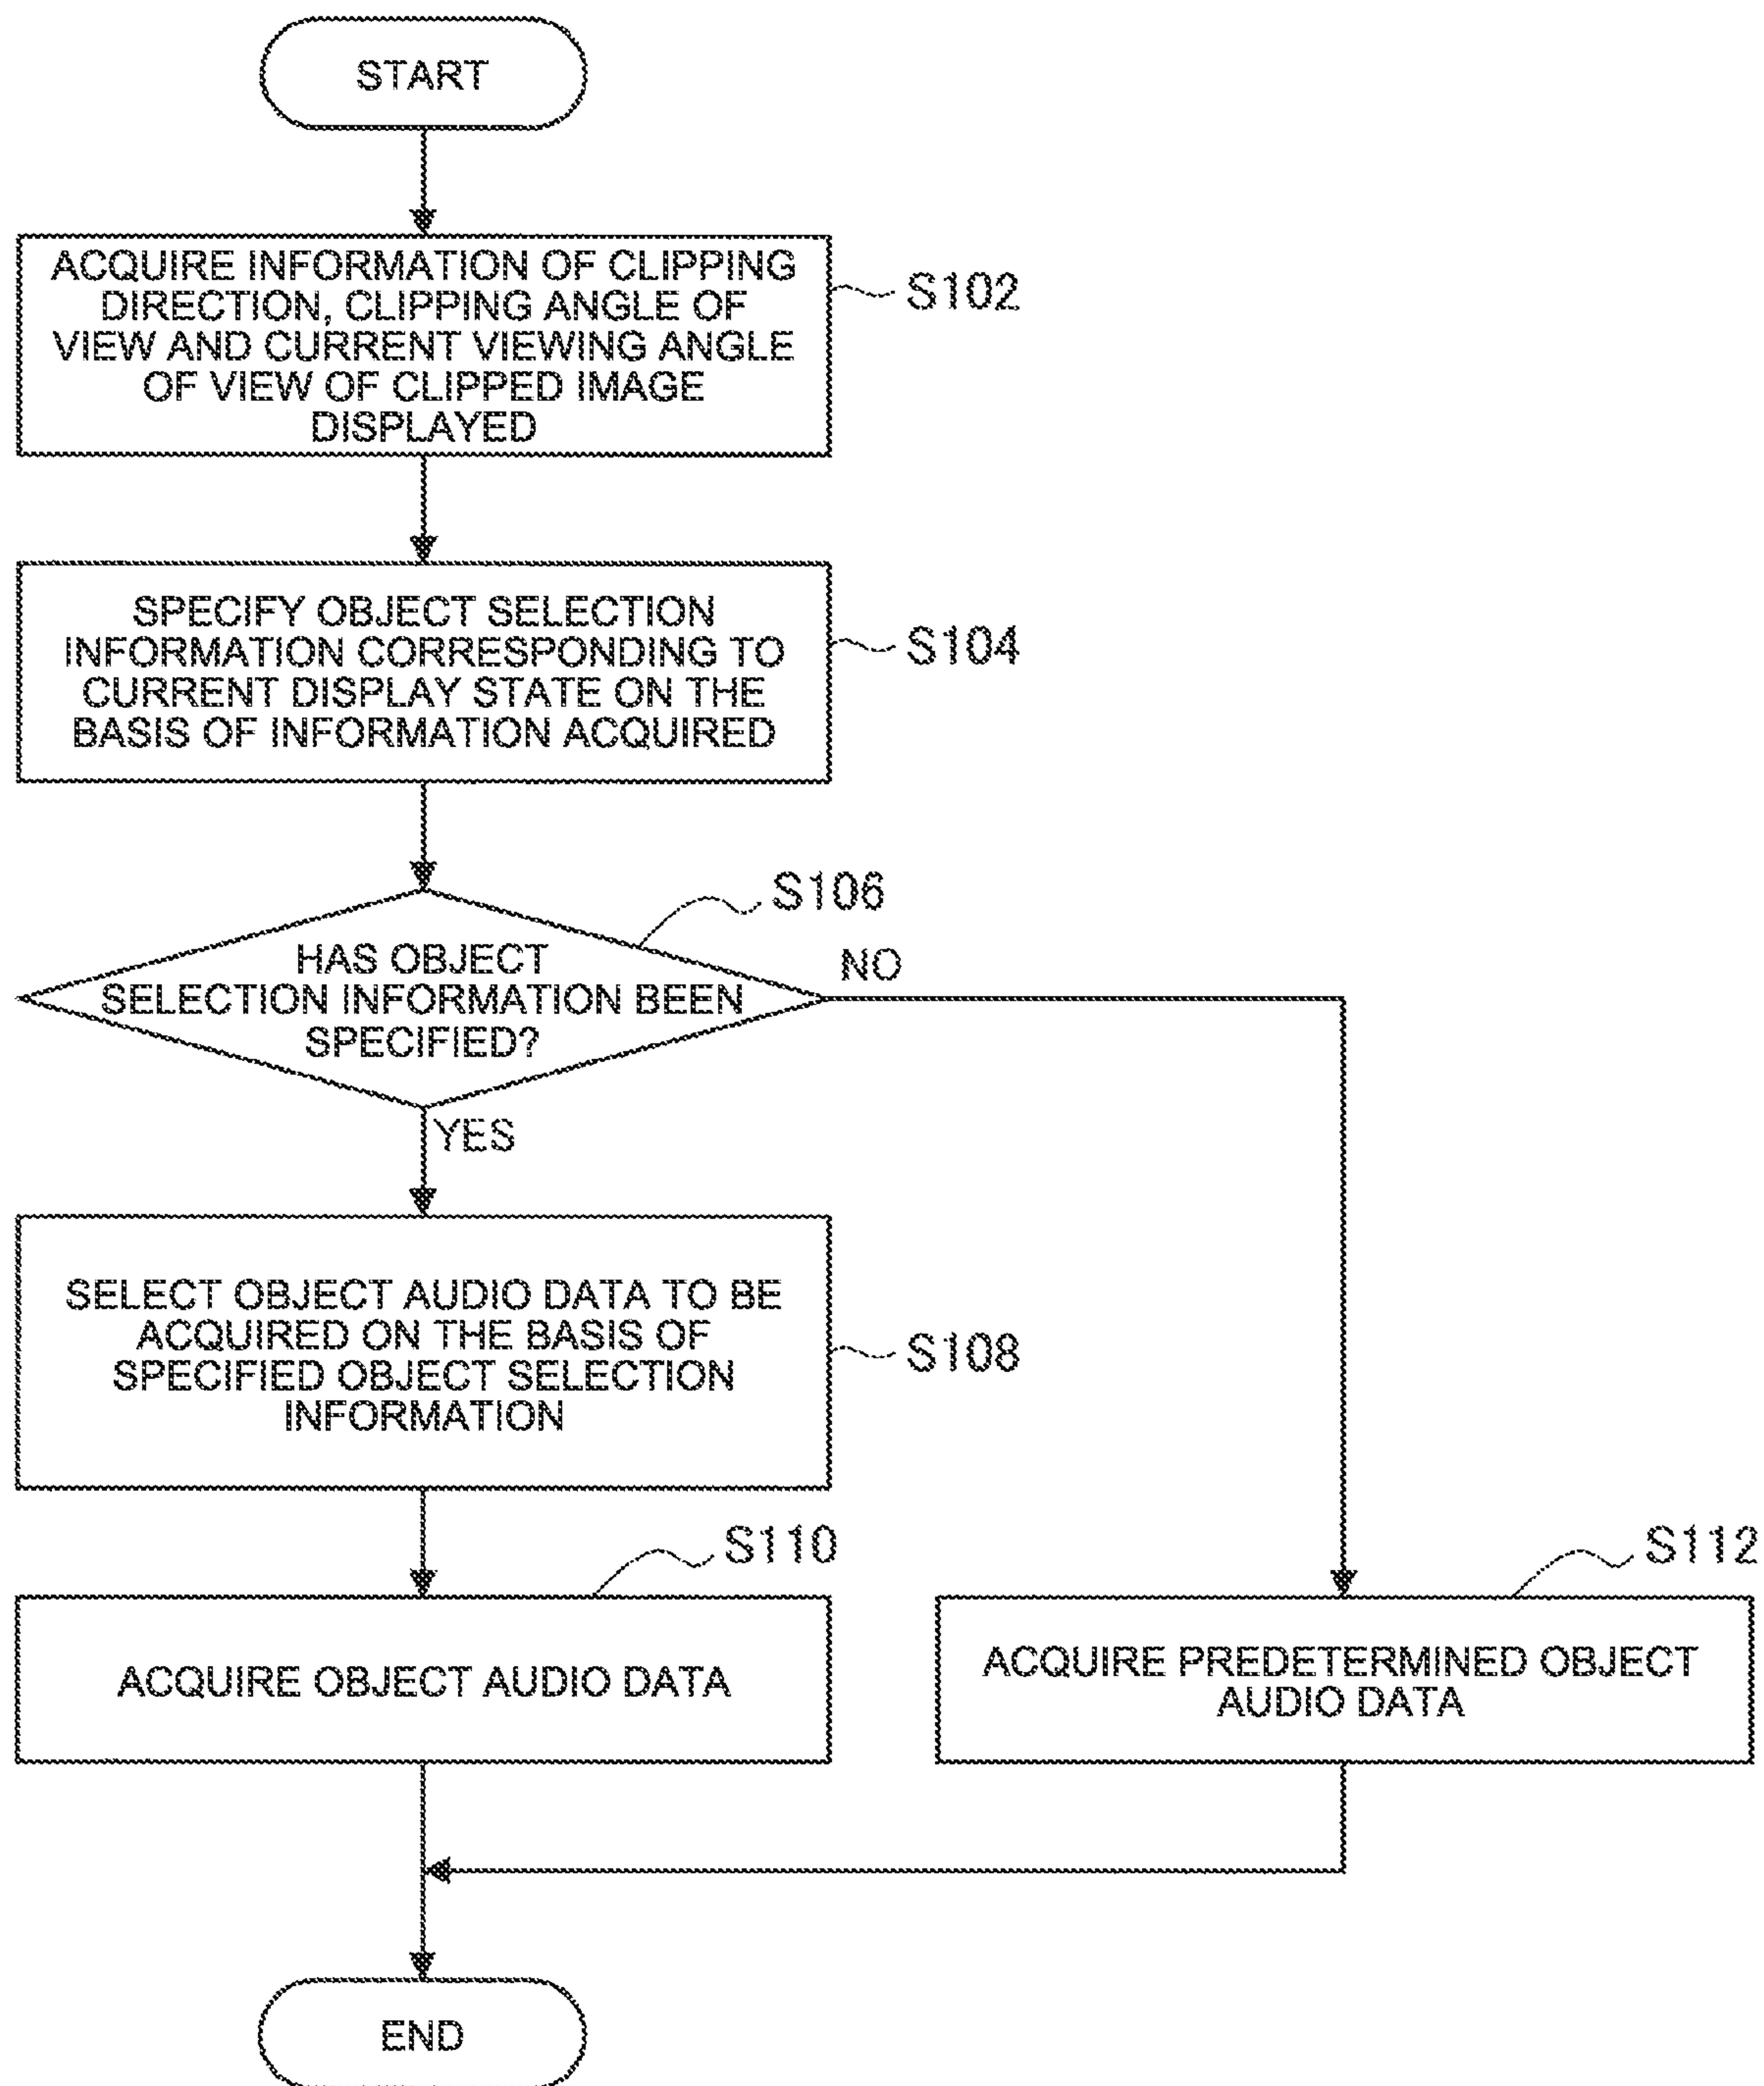 START
ACQUIRE INFORMATION OF CLIPPING
DIRECTION, CLIPPING ANGLE OF
VIEW AND CURRENT VIEWING ANGLE
OF VIEW OF CLIPPED IMAGE
DISPLAYED
S102
SPECIFY OBJECT SELECTION
INFORMATION CORRESPONDING TO
CURRENT DISPLAY STATE ON THE
BASIS OF INFORMATION ACQUIRED
S104
S106
HAS OBJECT
SELECTION INFORMATION BEEN
SPECIFIED?
NO
YES
SELECT OBJECT AUDIO DATA TO BE
ACQUIRED ON THE BASIS OF
SPECIFIED OBJECT SELECTION
INFORMATION
S108
S110
ACQUIRE OBJECT AUDIO DATA
S112
ACQUIRE PREDETERMINED OBJECT
AUDIO DATA
END